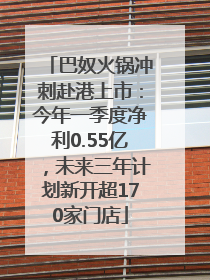 「巴奴火锅冲
刺赴港上市：
今年一季度净
利0.55亿
，未来三年计
划新开超17
0家门店」